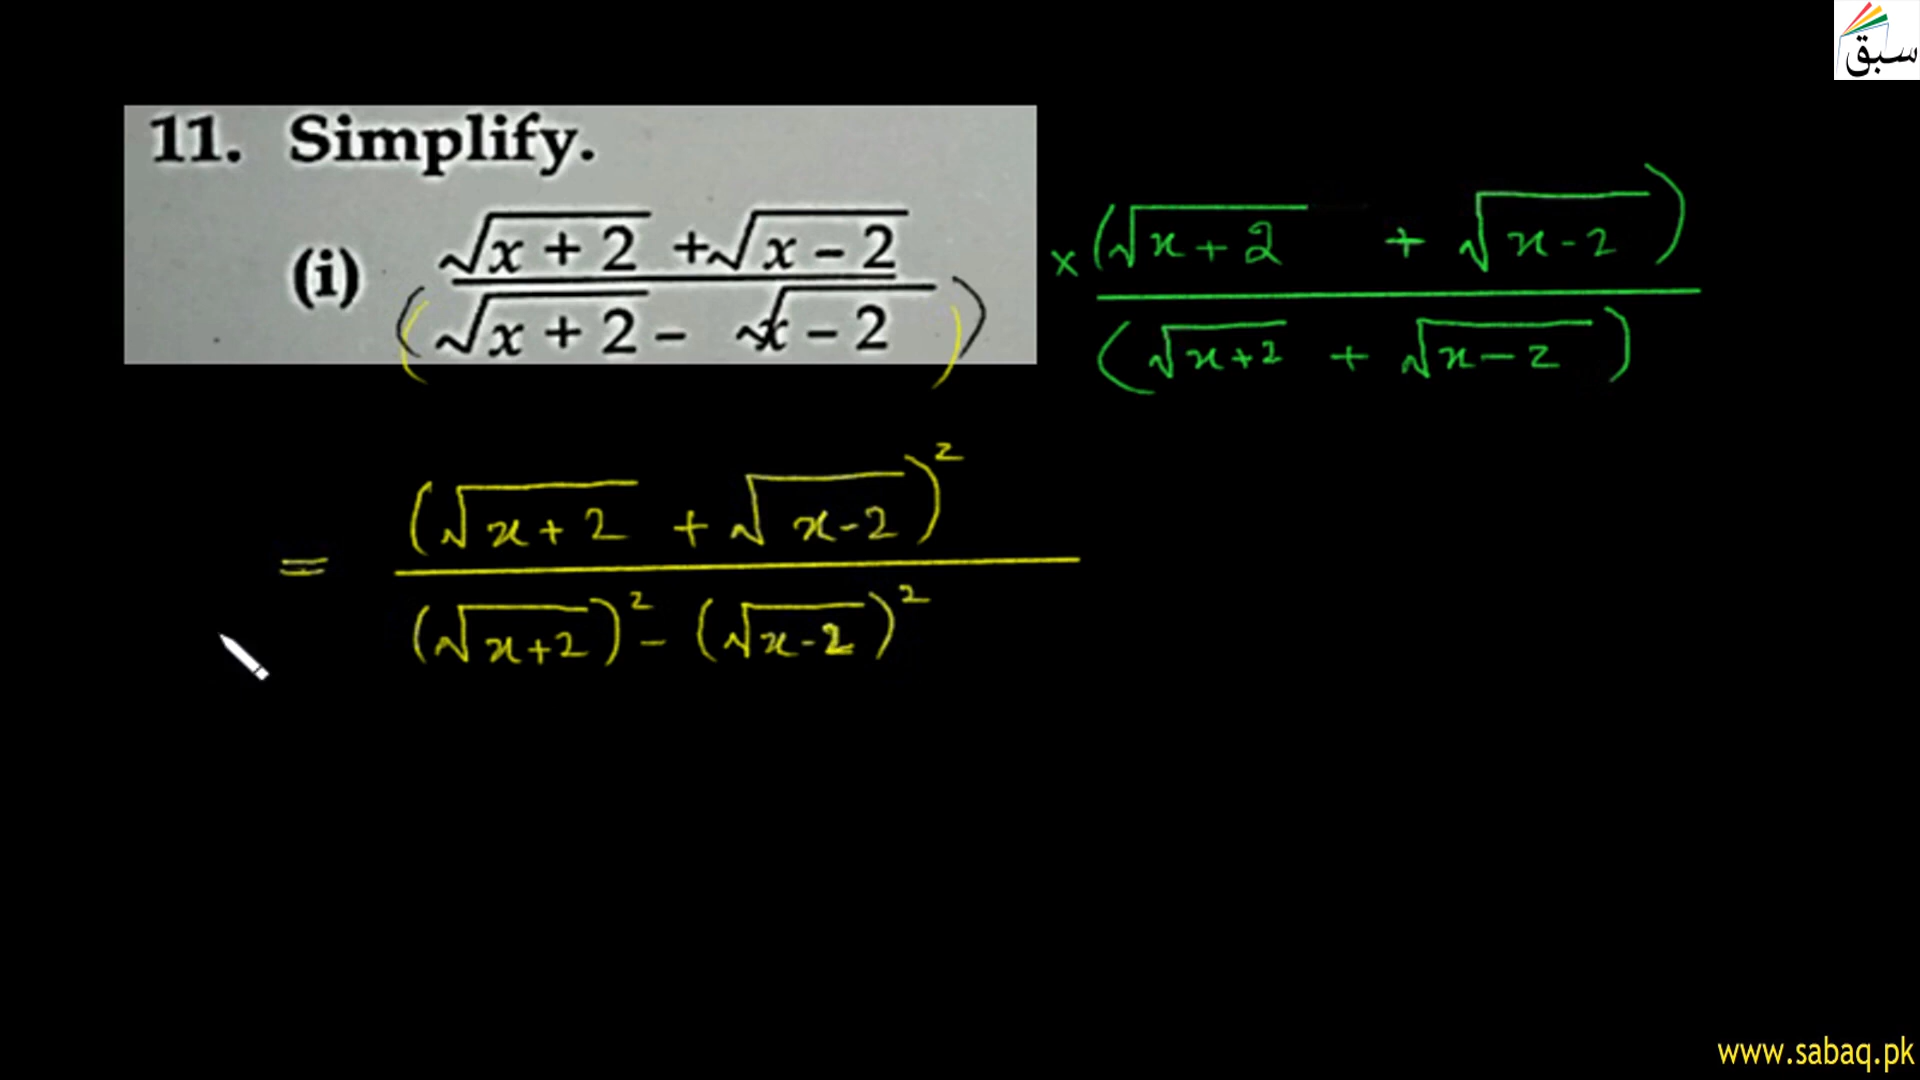 سبق
11. Simplify.
(i) (√(x + 2) + √(x - 2)) / (√(x + 2) - √(x - 2)) × (√(x + 2) + √(x - 2)) / (√(x + 2) + √(x - 2))
= (√(x + 2) + √(x - 2))² / (√(x + 2))² - (√(x - 2))²
www.sabaq.pk